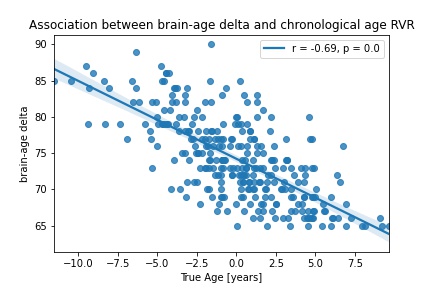 Association between brain-age delta and chronological age RVR
r = -0.69, p = 0.0
brain-age delta
90
85
80
75
70
65
−10.0 −7.5 −5.0 −2.5 0.0 2.5 5.0 7.5
True Age [years]